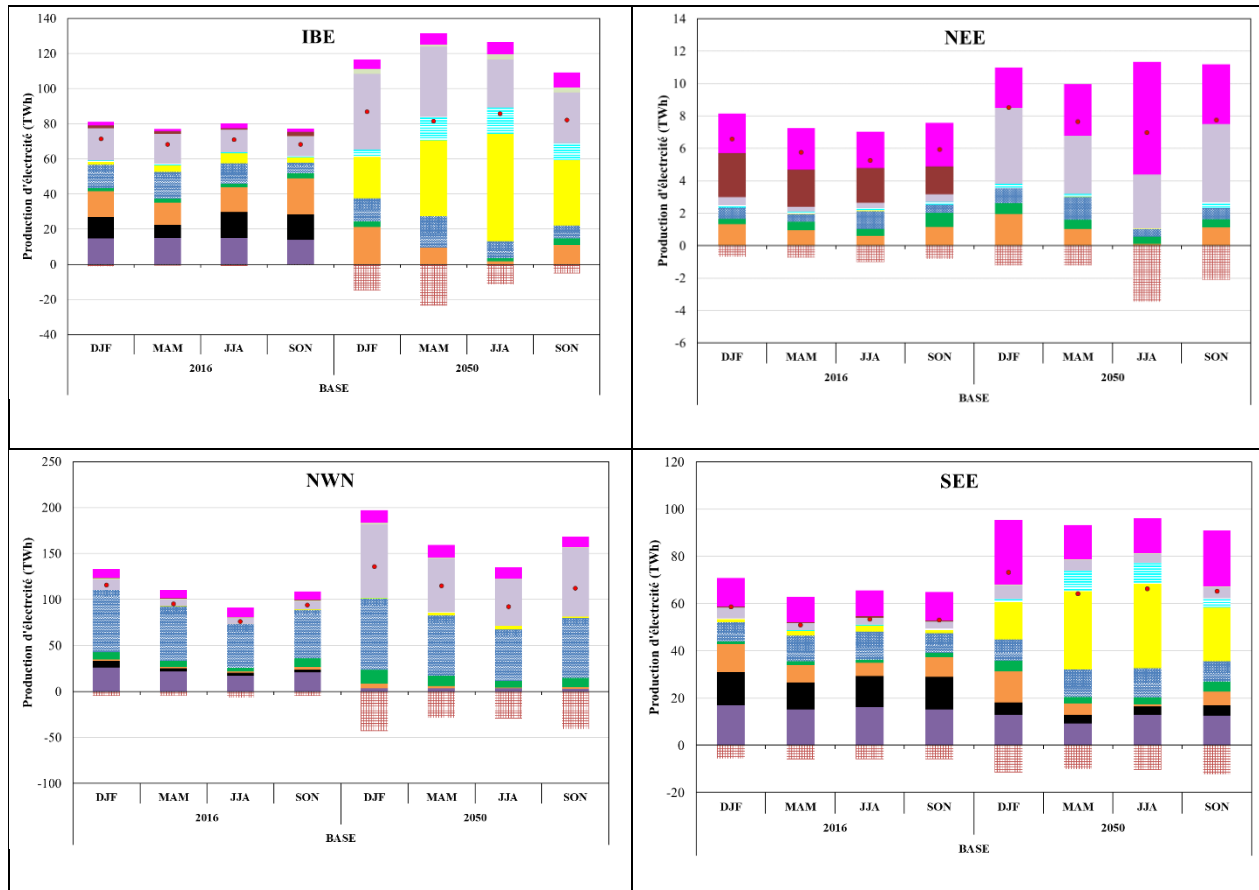 IBE
Production d'électrcité (TWh)
140
120
100
80
60
40
20
0
-20
-40
DJF MAM JJA SON DJF MAM JJA SON
2016 2050
BASE
NEE
Production d'électrcité (TWh)
14
12
10
8
6
4
2
0
-2
-4
-6
DJF MAM JJA SON DJF MAM JJA SON
2016 2050
BASE
NWN
Production d'électrcité (TWh)
250
200
150
100
50
0
-50
-100
DJF MAM JJA SON DJF MAM JJA SON
2016 2050
BASE
SEE
Production d'électrcité (TWh)
120
100
80
60
40
20
0
-20
DJF MAM JJA SON DJF MAM JJA SON
2016 2050
BASE